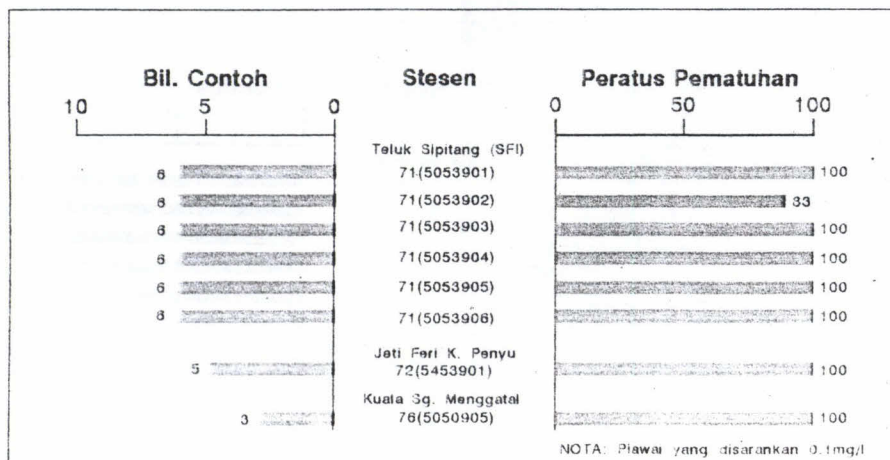 Bil. Contoh Stesen Peratus Pematuhan
10 5 0 0 50 100
Teluk Sipitang (SFI)
6 71(5053901) 100
6 71(5053902) 83
6 71(5053903) 100
6 71(5053904) 100
6 71(5053905) 100
6 71(5053906) 100
Jeti Feri K. Penyu
5 72(5453901) 100
Kuala Sg. Menggatal
3 76(5050905) 100
NOTA: Piawai yang disarankan 0.1mg/l